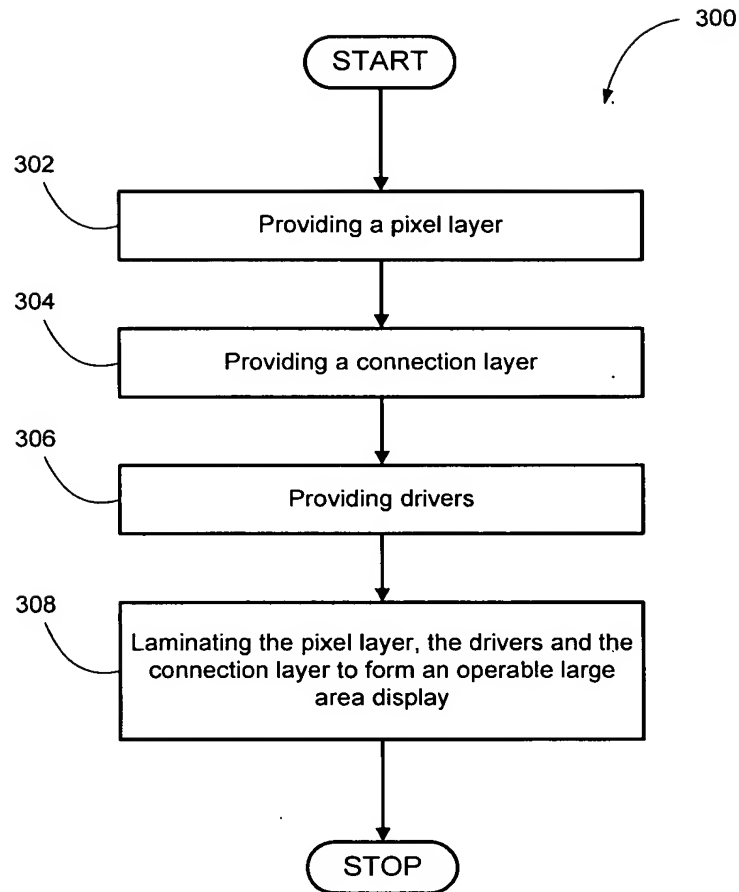 300
START
302
Providing a pixel layer
304
Providing a connection layer
306
Providing drivers
308
Laminating the pixel layer, the drivers and the
connection layer to form an operable large
area display
STOP